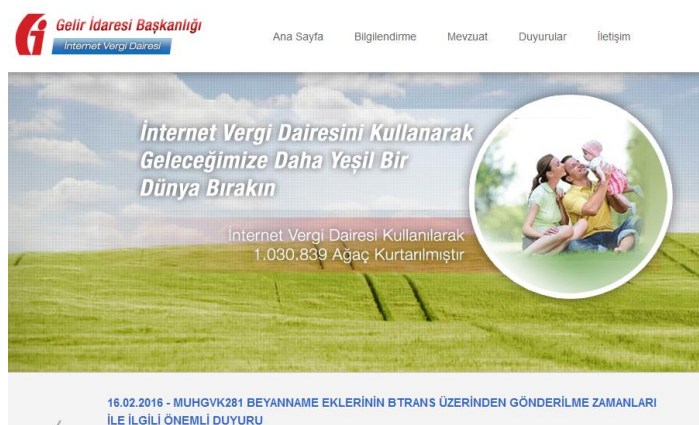 Gelir İdaresi Başkanlığı
İnternet Vergi Dairesi
Ana Sayfa Bilgilendirme Mevzuat Duyurular İletişim
İnternet Vergi Dairesini Kullanarak
Geleceğimize Daha Yeşil Bir
Dünya Bırakın
İnternet Vergi Dairesi Kullanılarak
1.030.839 Ağaç Kurtarılmıştır
16.02.2016 - MUHGVK281 BEYANNAME EKLERİNİN BTRANS ÜZERİNDEN GÖNDERİLME ZAMANLARI
İLE İLGİLİ ÖNEMLİ DUYURU